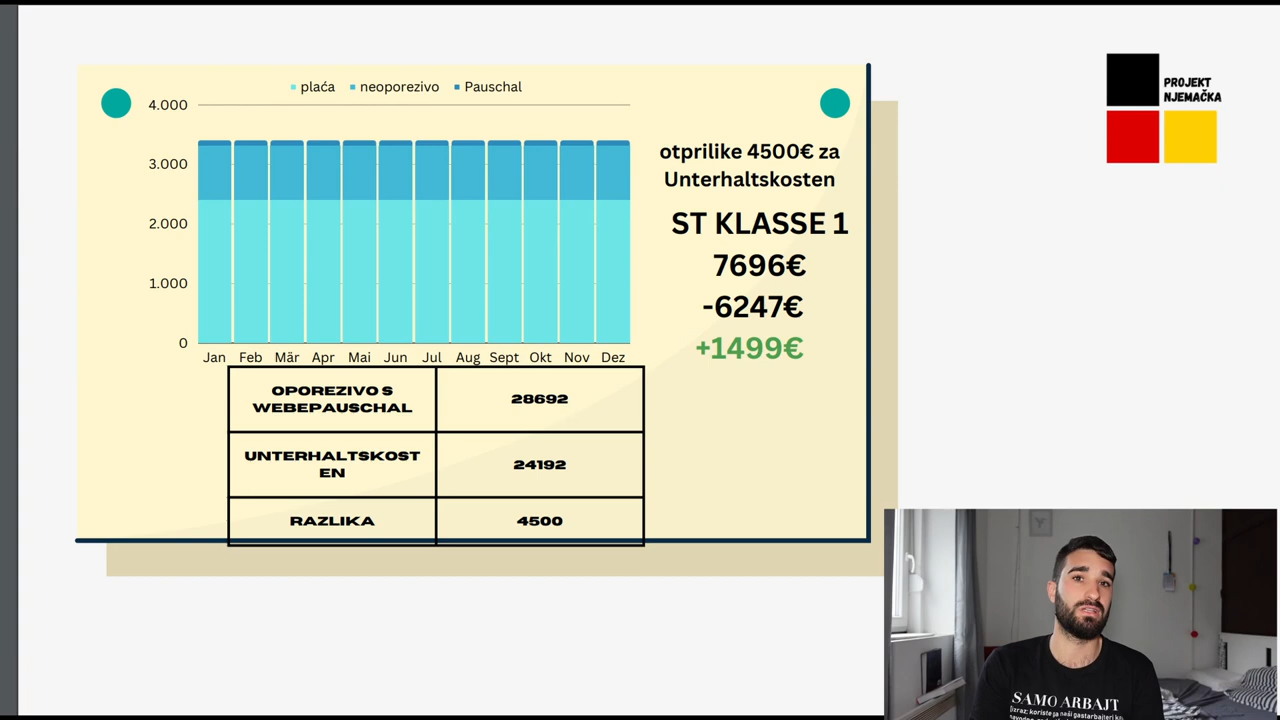 plaća neoporezivo Pauschal
4.000
3.000
2.000
1.000
0
Jan Feb Mär Apr Mai Jun Jul Aug Sept Okt Nov Dez
otprilike 4500€ za
Unterhaltskosten
ST KLASSE 1
7696€
-6247€
+1499€
OPOREZIVO S
WEBEPAUSCHAL
28692
UNTERHALTSKOST
EN
24192
RAZLIKA
4500
PROJEKT
NJEMAČKA
SAMO ARBAJT